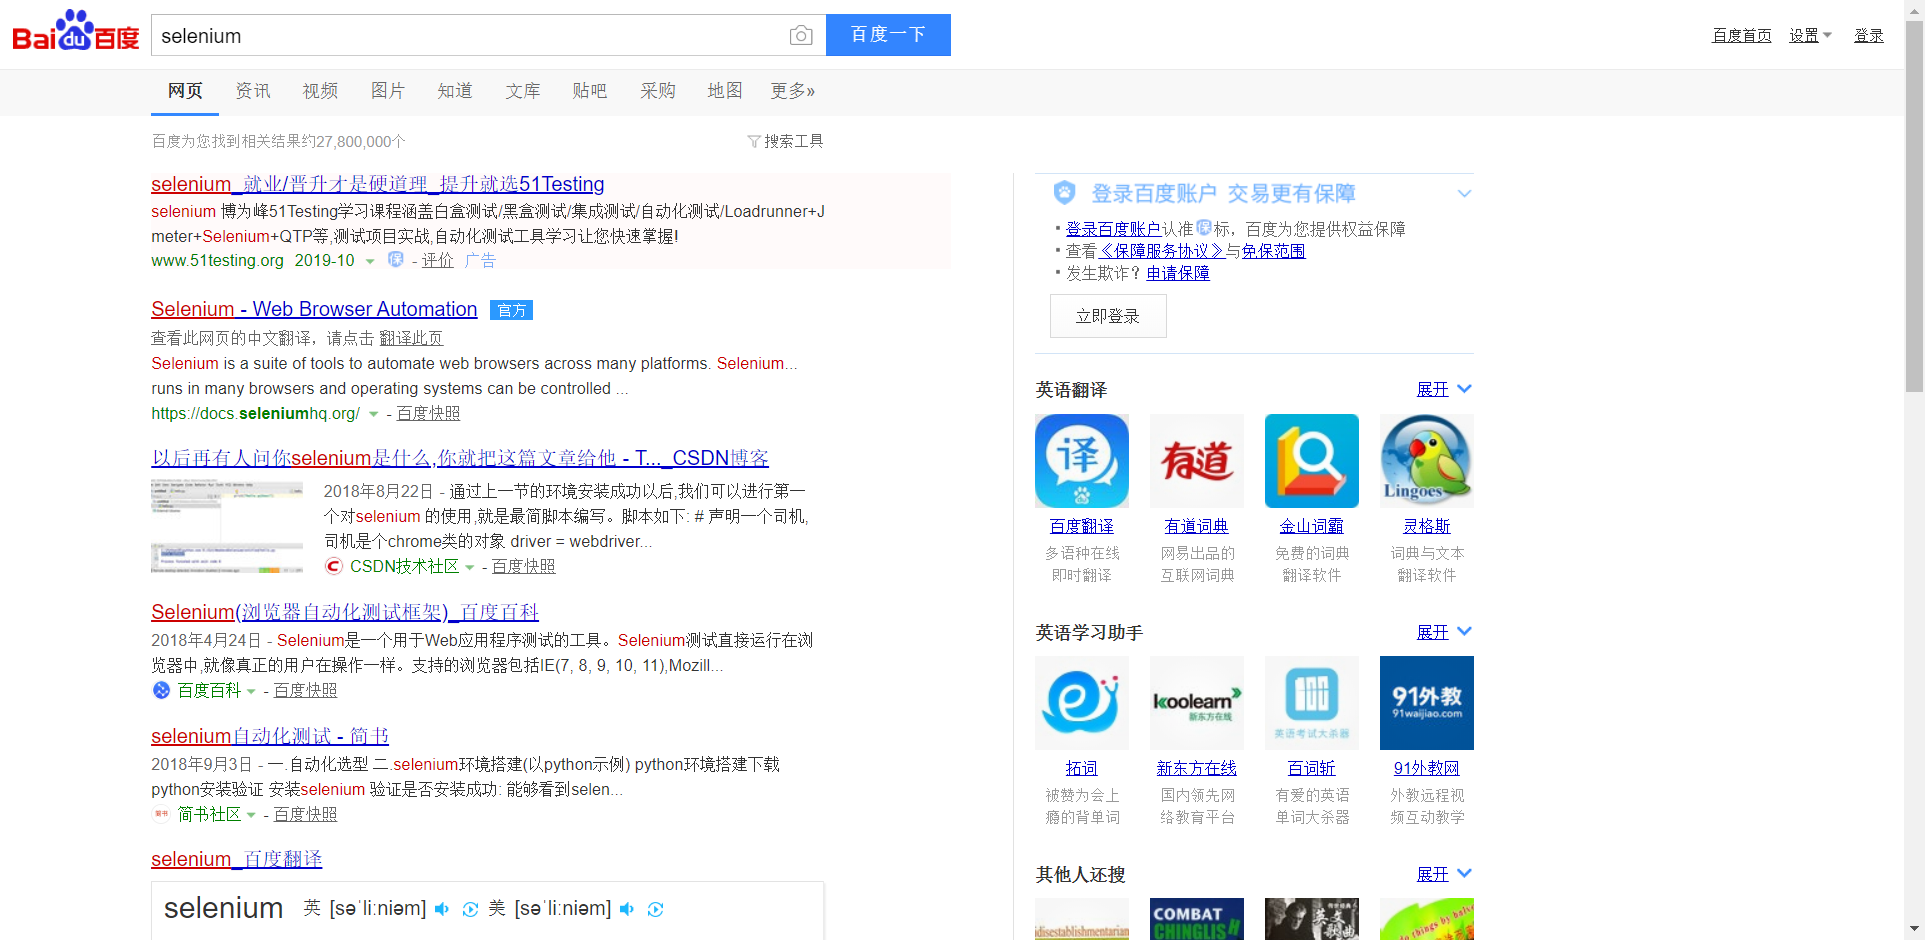 Bai du 百度
selenium
百度一下
百度首页 设置 登录
网页 资讯 视频 图片 知道 文库 贴吧 采购 地图 更多»
百度为您找到相关结果约27,800,000个
搜索工具
selenium_就业/晋升才是硬道理_提升就选51Testing
selenium 博为峰51Testing学习课程涵盖白盒测试/黑盒测试/集成测试/自动化测试/Loadrunner+J
meter+Selenium+QTP等,测试项目实战,自动化测试工具学习让您快速掌握!
www.51testing.org 2019-10 保 - 评价 广告
Selenium - Web Browser Automation 官方
查看此网页的中文翻译，请点击 翻译此页
Selenium is a suite of tools to automate web browsers across many platforms. Selenium...
runs in many browsers and operating systems can be controlled ...
https://docs.seleniumhq.org/ - 百度快照
以后再有人问你selenium是什么,你就把这篇文章给他 - T..._CSDN博客
2018年8月22日 - 通过上一节的环境安装成功以后,我们可以进行第一
个对selenium 的使用,就是最简脚本编写。脚本如下: # 声明一个司机,
司机是个chrome类的对象 driver = webdriver...
C CSDN技术社区 - 百度快照
Selenium(浏览器自动化测试框架)_百度百科
2018年4月24日 - Selenium是一个用于Web应用程序测试的工具。Selenium测试直接运行在浏
览器中,就像真正的用户在操作一样。支持的浏览器包括IE(7, 8, 9, 10, 11),Mozill...
百度百科 - 百度快照
selenium自动化测试 - 简书
2018年9月3日 - 一.自动化选型 二.selenium环境搭建(以python示例) python环境搭建下载
python安装验证 安装selenium 验证是否安装成功: 能够看到selen...
简书 简书社区 - 百度快照
selenium_百度翻译
selenium 英 [səˈliːniəm] 美 [səˈliːniəm]
登录百度账户 交易更有保障
·登录百度账户认准保标，百度为您提供权益保障
·查看《保障服务协议》与免保范围
·发生欺诈？申请保障
立即登录
英语翻译 展开
译 有道 Lingoes
百度翻译 有道词典 金山词霸 灵格斯
多语种在线 网易出品的 免费的词典 词典与文本
即时翻译 互联网词典 翻译软件 翻译软件
英语学习助手 展开
koolearn 新东方在线
英语考试大杀器
91外教
91waijiao.com
拓词 新东方在线 百词斩 91外教网
被赞为会上 国内领先网 有爱的英语 外教远程视
瘾的背单词 络教育平台 单词大杀器 频互动教学
其他人还搜 展开
COMBAT
CHINGLISH
英文
歌曲
do things by halves